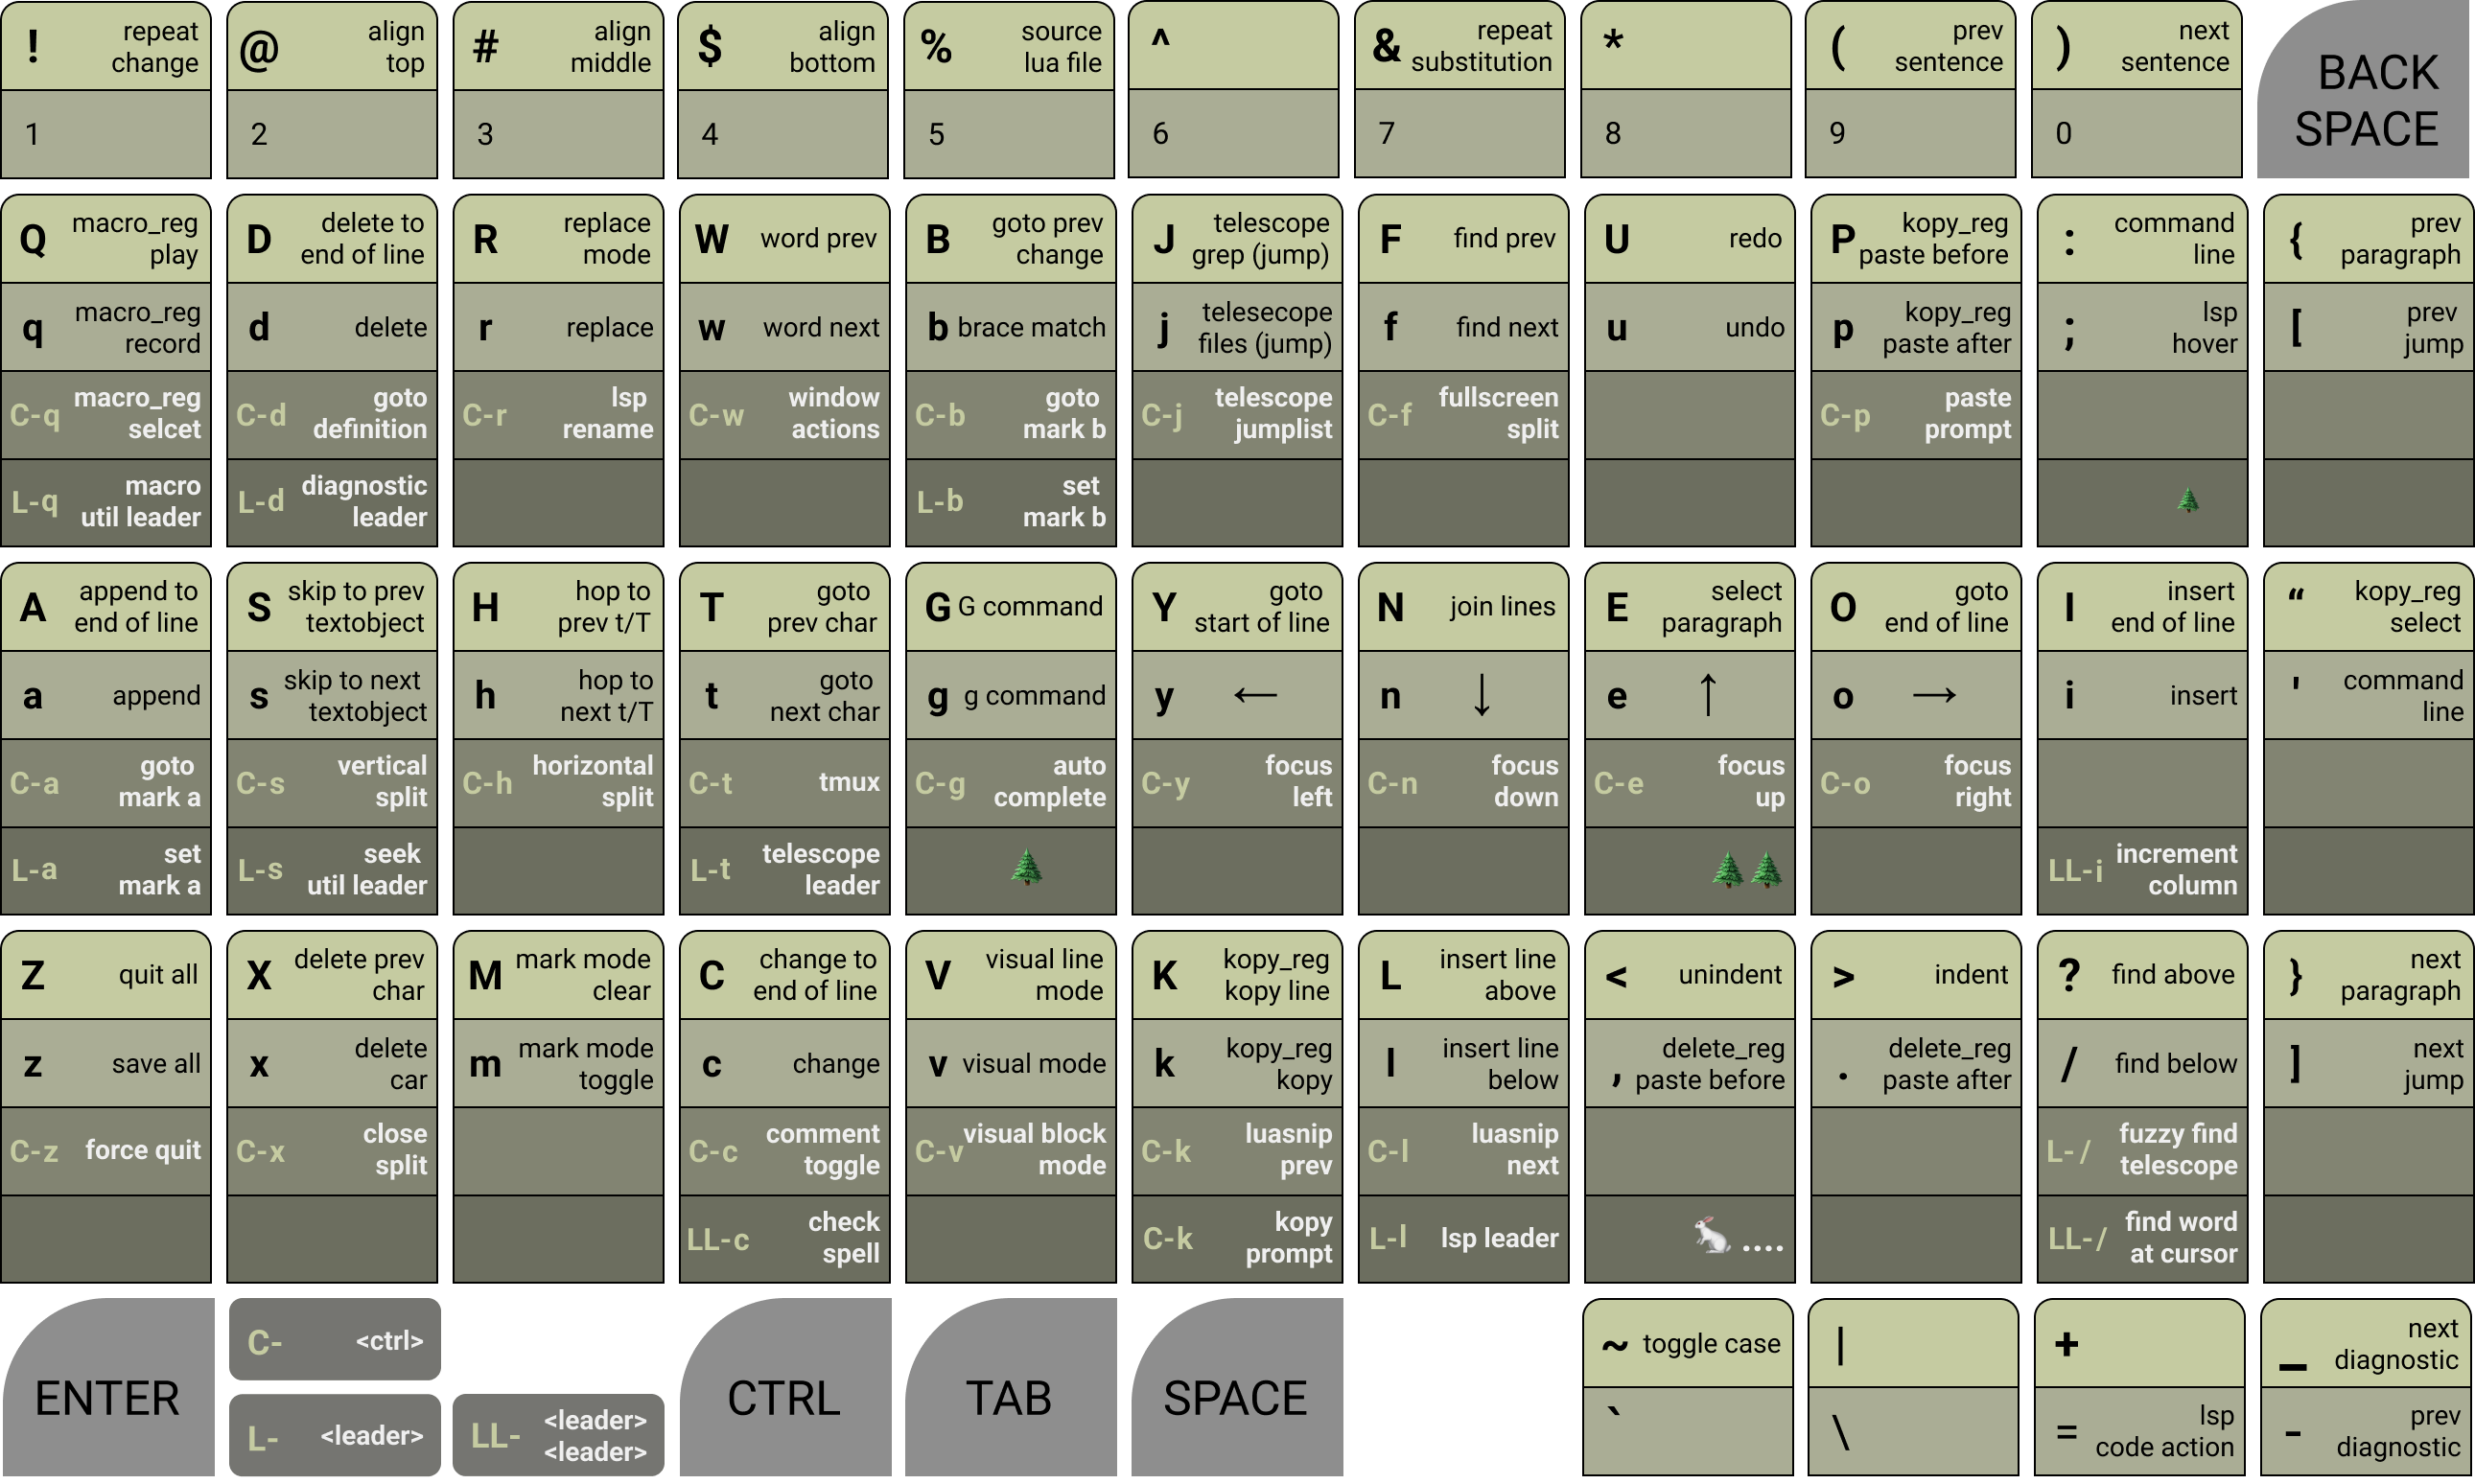 ! repeat
change
1
@ align
top
2
# align
middle
3
$ align
bottom
4
% source
lua file
5
^
6
& repeat
substitution
7
*
8
( prev
sentence
9
) next
sentence
0
BACK
SPACE
Q macro_reg
play
q macro_reg
record
C-q macro_reg
selcet
L-q macro
util leader
D delete to
end of line
d delete
C-d goto
definition
L-d diagnostic
leader
R replace
mode
r replace
C-r lsp
rename
W word prev
w word next
C-w window
actions
B goto prev
change
b brace match
C-b goto
mark b
L-b set
mark b
J telescope
grep (jump)
j telesecope
files (jump)
C-j telescope
jumplist
F find prev
f find next
C-f fullscreen
split
U redo
u undo
P kopy_reg
paste before
p kopy_reg
paste after
C-p paste
prompt
: command
line
; lsp
hover
{ prev
paragraph
[ prev
jump
A append to
end of line
a append
C-a goto
mark a
L-a set
mark a
S skip to prev
textobject
s skip to next
textobject
C-s vertical
split
L-s seek
util leader
H hop to
prev t/T
h hop to
next t/T
C-h horizontal
split
T goto
prev char
t goto
next char
C-t tmux
L-t telescope
leader
G G command
g g command
C-g auto
complete
Y goto
start of line
y ←
C-y focus
left
N join lines
n ↓
C-n focus
down
E select
paragraph
e ↑
C-e focus
up
O goto
end of line
o →
C-o focus
right
I insert
end of line
i insert
LL-i increment
column
“ kopy_reg
select
' command
line
Z quit all
z save all
C-z force quit
X delete prev
char
x delete
car
C-x close
split
M mark mode
clear
m mark mode
toggle
C change to
end of line
c change
C-c comment
toggle
LL-c check
spell
V visual line
mode
v visual mode
C-v visual block
mode
K kopy_reg
kopy line
k kopy_reg
kopy
C-k luasnip
prev
C-k kopy
prompt
L insert line
above
l insert line
below
C-l luasnip
next
L-l lsp leader
< unindent
, delete_reg
paste before
....
> indent
. delete_reg
paste after
? find above
/ find below
L-/ fuzzy find
telescope
LL-/ find word
at cursor
} next
paragraph
] next
jump
ENTER
C- <ctrl>
L- <leader>
LL- <leader>
<leader>
CTRL
TAB
SPACE
~ toggle case
`
|
\
+
= lsp
code action
_ next
diagnostic
- prev
diagnostic